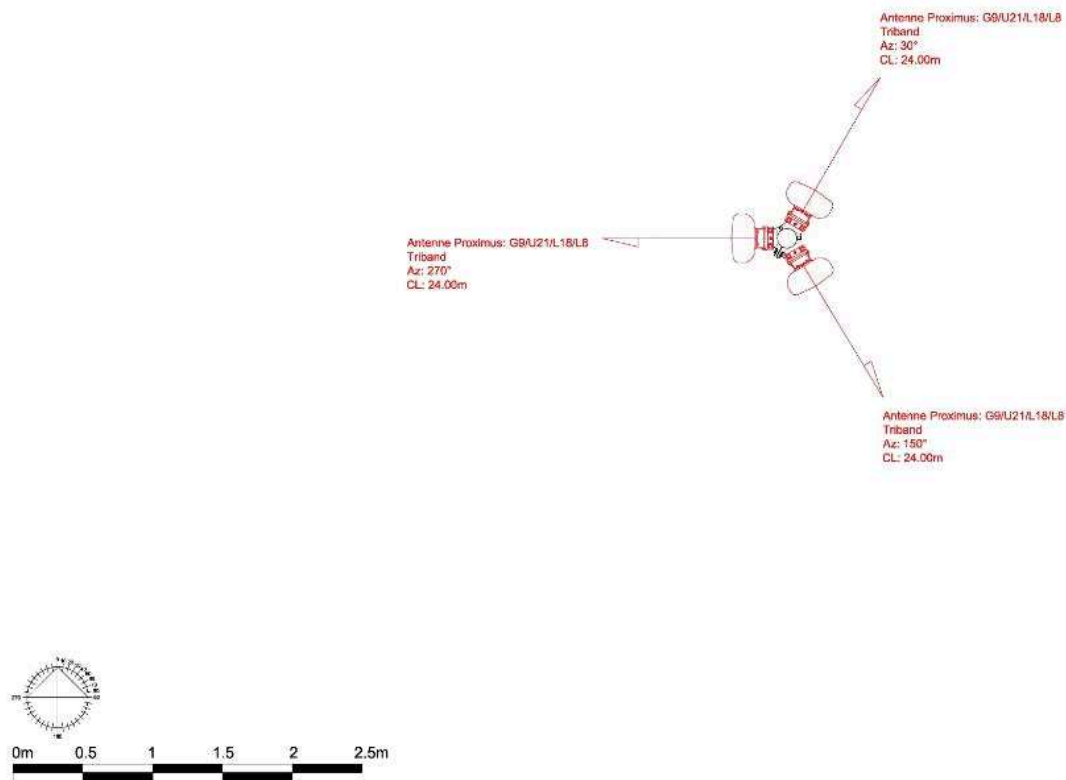 Antenne Proximus: G9/U21/L18/L8
Triband
Az: 30°
CL: 24.00m
Antenne Proximus: G9/U21/L18/L8
Triband
Az: 270°
CL: 24.00m
Antenne Proximus: G9/U21/L18/L8
Triband
Az: 150°
CL: 24.00m
0m 0.5 1 1.5 2 2.5m